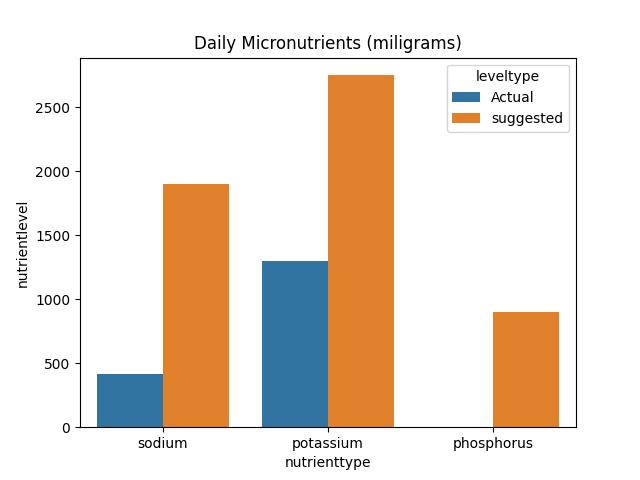 Daily Micronutrients (miligrams)
leveltype
Actual
suggested
2500
2000
1500
1000
500
0
nutrientlevel
sodium
potassium
phosphorus
nutrienttype